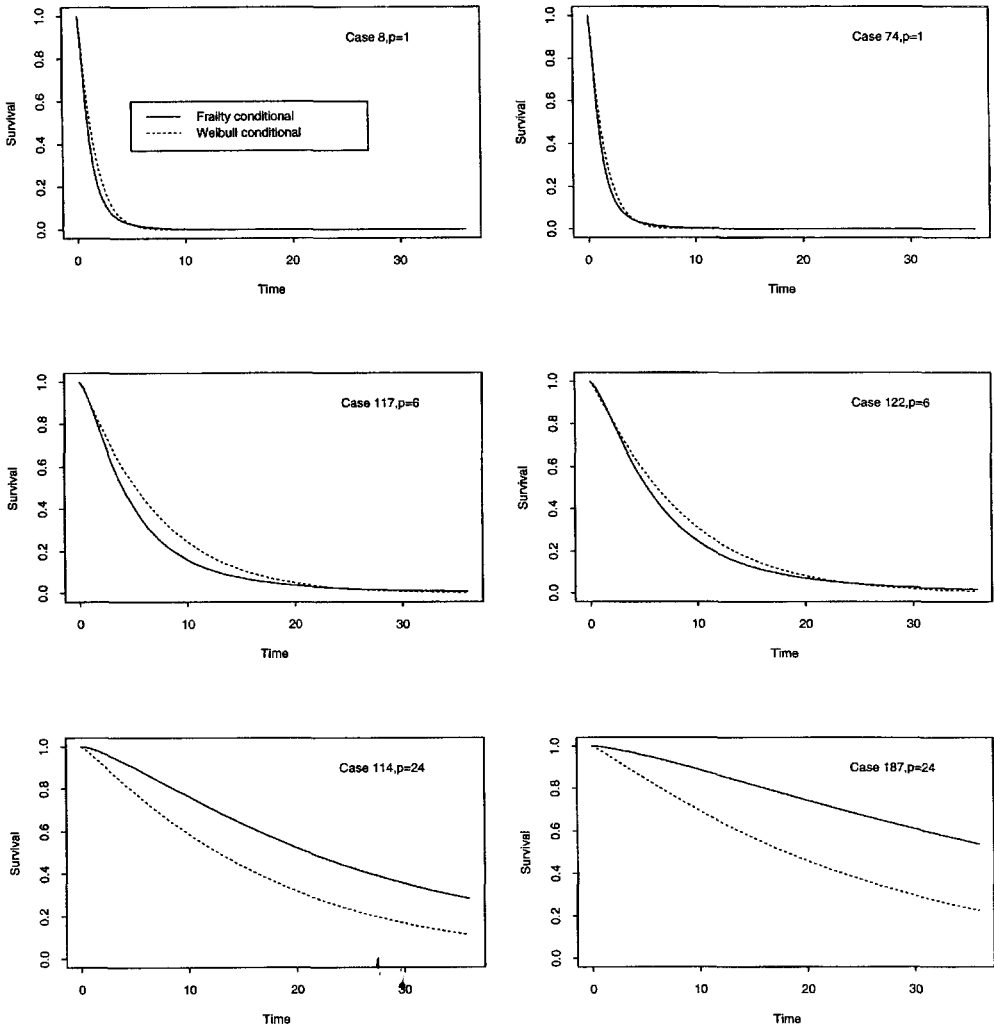 Case 8,p=1
Frailty conditional
Weibull conditional
Survival
0.0 0.2 0.4 0.6 0.8 1.0
0 10 20 30
Time
Case 74,p=1
Survival
0.0 0.2 0.4 0.6 0.8 1.0
0 10 20 30
Time
Case 117,p=6
Survival
0.0 0.2 0.4 0.6 0.8 1.0
0 10 20 30
Time
Case 122,p=6
Survival
0.0 0.2 0.4 0.6 0.8 1.0
0 10 20 30
Time
Case 114,p=24
Survival
0.0 0.2 0.4 0.6 0.8 1.0
0 10 20 30
Time
Case 187,p=24
Survival
0.0 0.2 0.4 0.6 0.8 1.0
0 10 20 30
Time